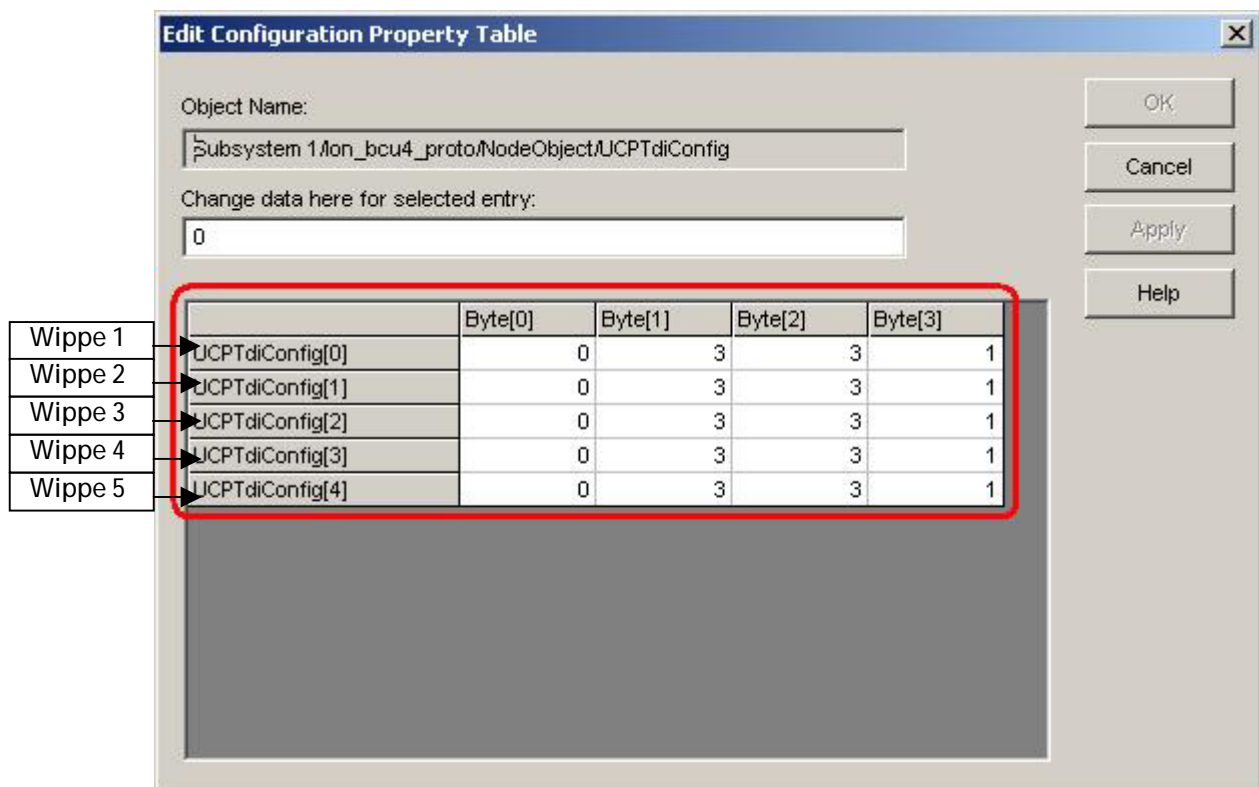 Edit Configuration Property Table
Object Name:
OK
Subsystem 1/lon_bcu4_proto/NodeObject/UCPTdiConfig
Cancel
Change data here for selected entry:
0
Apply
Help
Byte[0] Byte[1] Byte[2] Byte[3]
Wippe 1 UCPTdiConfig[0] 0 3 3 1
Wippe 2 UCPTdiConfig[1] 0 3 3 1
Wippe 3 UCPTdiConfig[2] 0 3 3 1
Wippe 4 UCPTdiConfig[3] 0 3 3 1
Wippe 5 UCPTdiConfig[4] 0 3 3 1